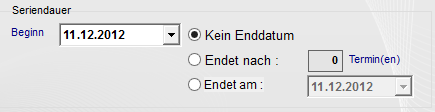 Seriendauer
Beginn 11.12.2012 Kein Enddatum
Endet nach : 0 Termin(en)
Endet am : 11.12.2012